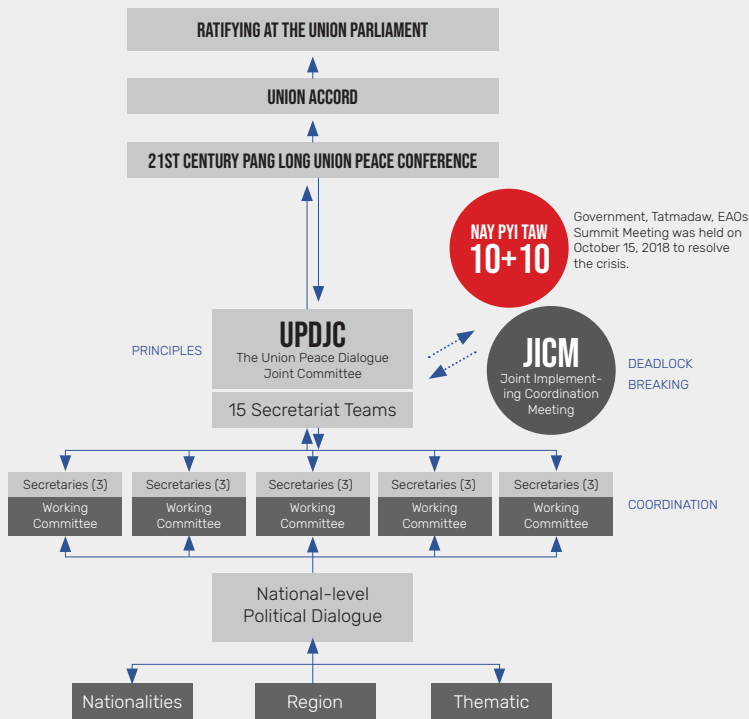 RATIFYING AT THE UNION PARLIAMENT
UNION ACCORD
21ST CENTURY PANG LONG UNION PEACE CONFERENCE
NAY PYI TAW
10+10
Government, Tatmadaw, EAOs
Summit Meeting was held on
October 15, 2018 to resolve
the crisis.
PRINCIPLES
UPDJC
The Union Peace Dialogue
Joint Committee
15 Secretariat Teams
JICM
Joint Implement-
ing Coordination
Meeting
DEADLOCK
BREAKING
Secretaries (3)
Working
Committee
Secretaries (3)
Working
Committee
Secretaries (3)
Working
Committee
Secretaries (3)
Working
Committee
Secretaries (3)
Working
Committee
COORDINATION
National-level
Political Dialogue
Nationalities
Region
Thematic